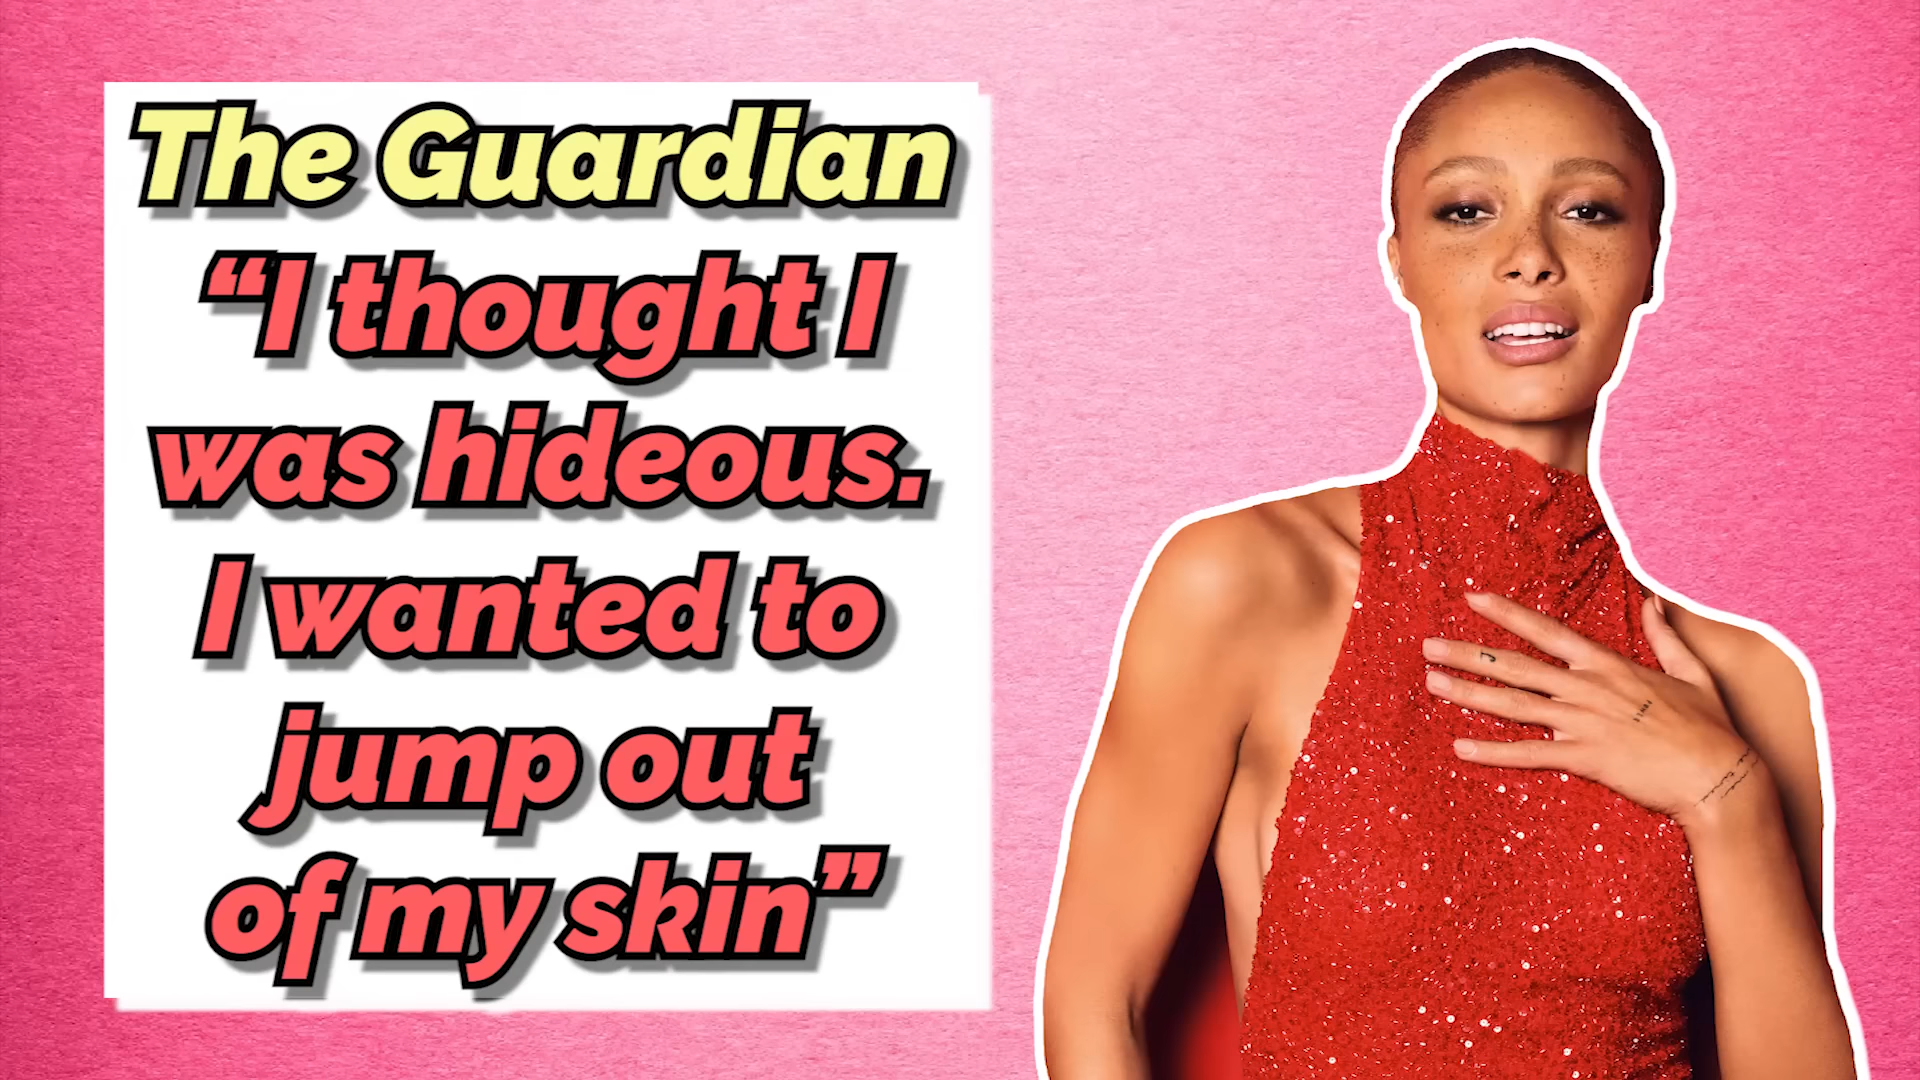 The Guardian
“I thought I
was hideous.
I wanted to
jump out
of my skin”